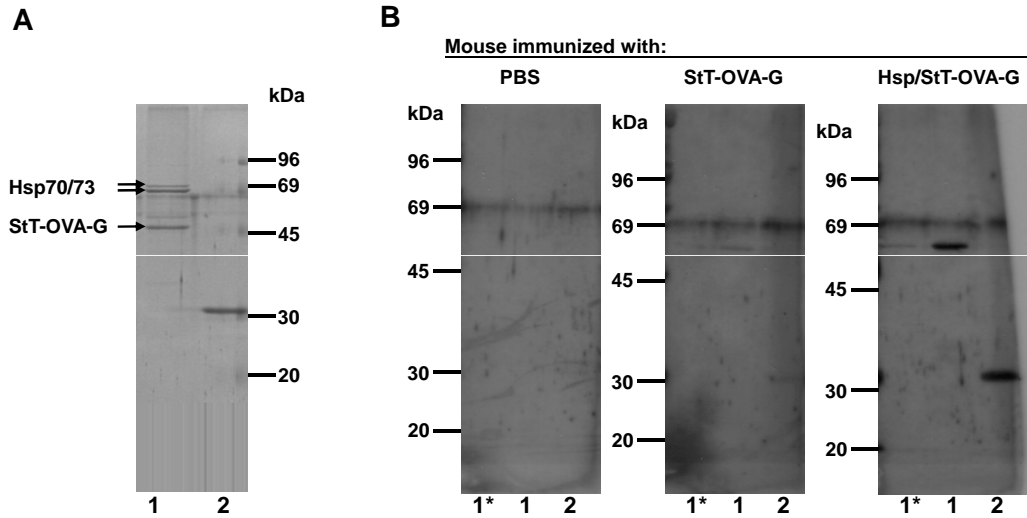 A
kDa
Hsp70/73
StT-OVA-G
96
69
45
30
20
1 2
B
Mouse immunized with:
PBS StT-OVA-G Hsp/StT-OVA-G
kDa
96
69
45
30
20
1* 1 2
kDa
96
69
45
30
20
1* 1 2
kDa
96
69
45
30
20
1* 1 2